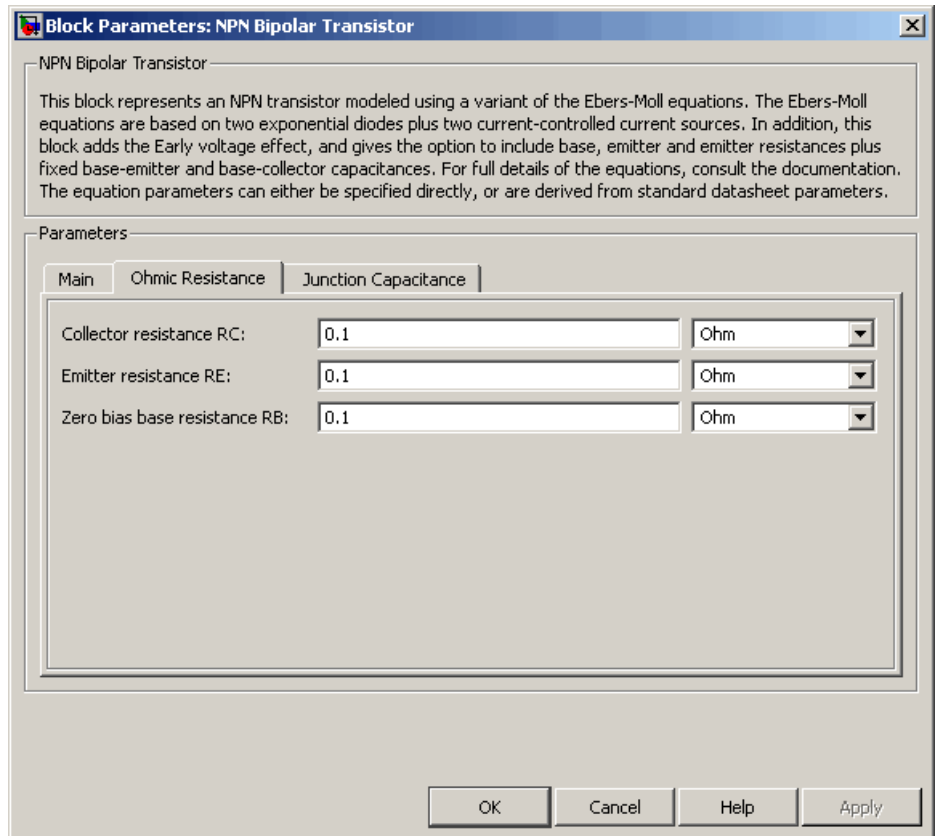 Block Parameters: NPN Bipolar Transistor
NPN Bipolar Transistor
This block represents an NPN transistor modeled using a variant of the Ebers-Moll
equations. The Ebers-Moll equations are based on two exponential diodes plus two current-controlled current sources. In addition, this
block adds the Early voltage effect, and gives the option to include base, emitter and emitter resistances plus
fixed base-emitter and base-collector capacitances. For full details of the equations, consult the documentation.
The equation parameters can either be specified directly, or are derived from standard datasheet parameters.
Parameters
Main Ohmic Resistance Junction Capacitance
Collector resistance RC: 0.1 Ohm
Emitter resistance RE: 0.1 Ohm
Zero bias base resistance RB: 0.1 Ohm
OK Cancel Help Apply